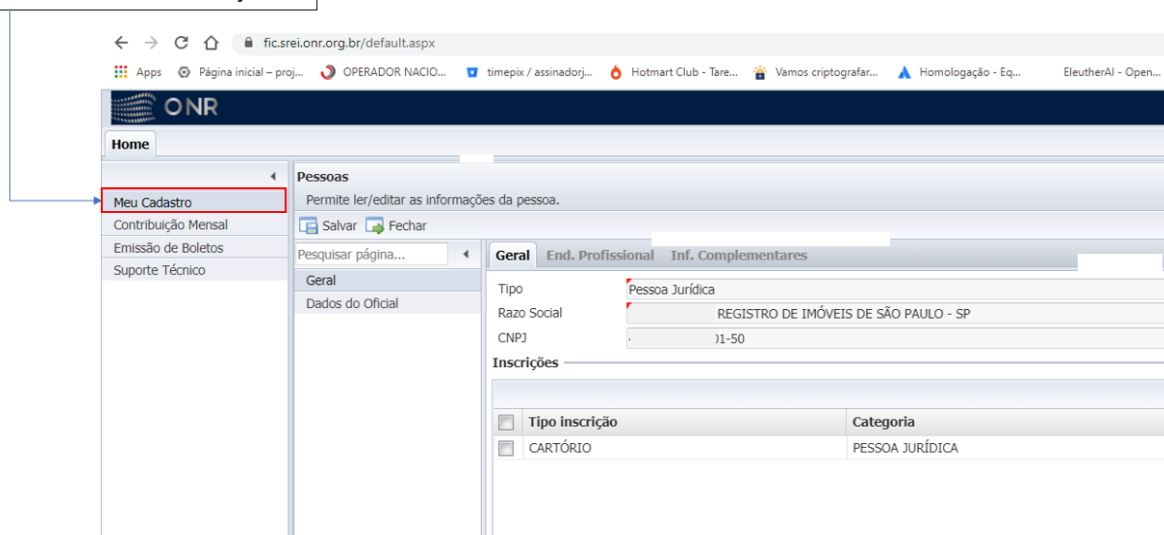 fic.srei.onr.org.br/default.aspx
Apps Página inicial – proj... OPERADOR NACIO... timepix / assinadorj... Hotmart Club - Tare... Vamos criptografar... Homologação - Eq... EleutherAI - Open...
ONR
Home
Pessoas
Permite ler/editar as informações da pessoa.
Meu Cadastro
Contribuição Mensal
Emissão de Boletos
Suporte Técnico
Salvar Fechar
Pesquisar página...
Geral
Dados do Oficial
Geral End. Profissional Inf. Complementares
Tipo Pessoa Jurídica
Razo Social REGISTRO DE IMÓVEIS DE SÃO PAULO - SP
CNPJ 01-50
Inscrições
Tipo inscrição Categoria
CARTÓRIO PESSOA JURÍDICA